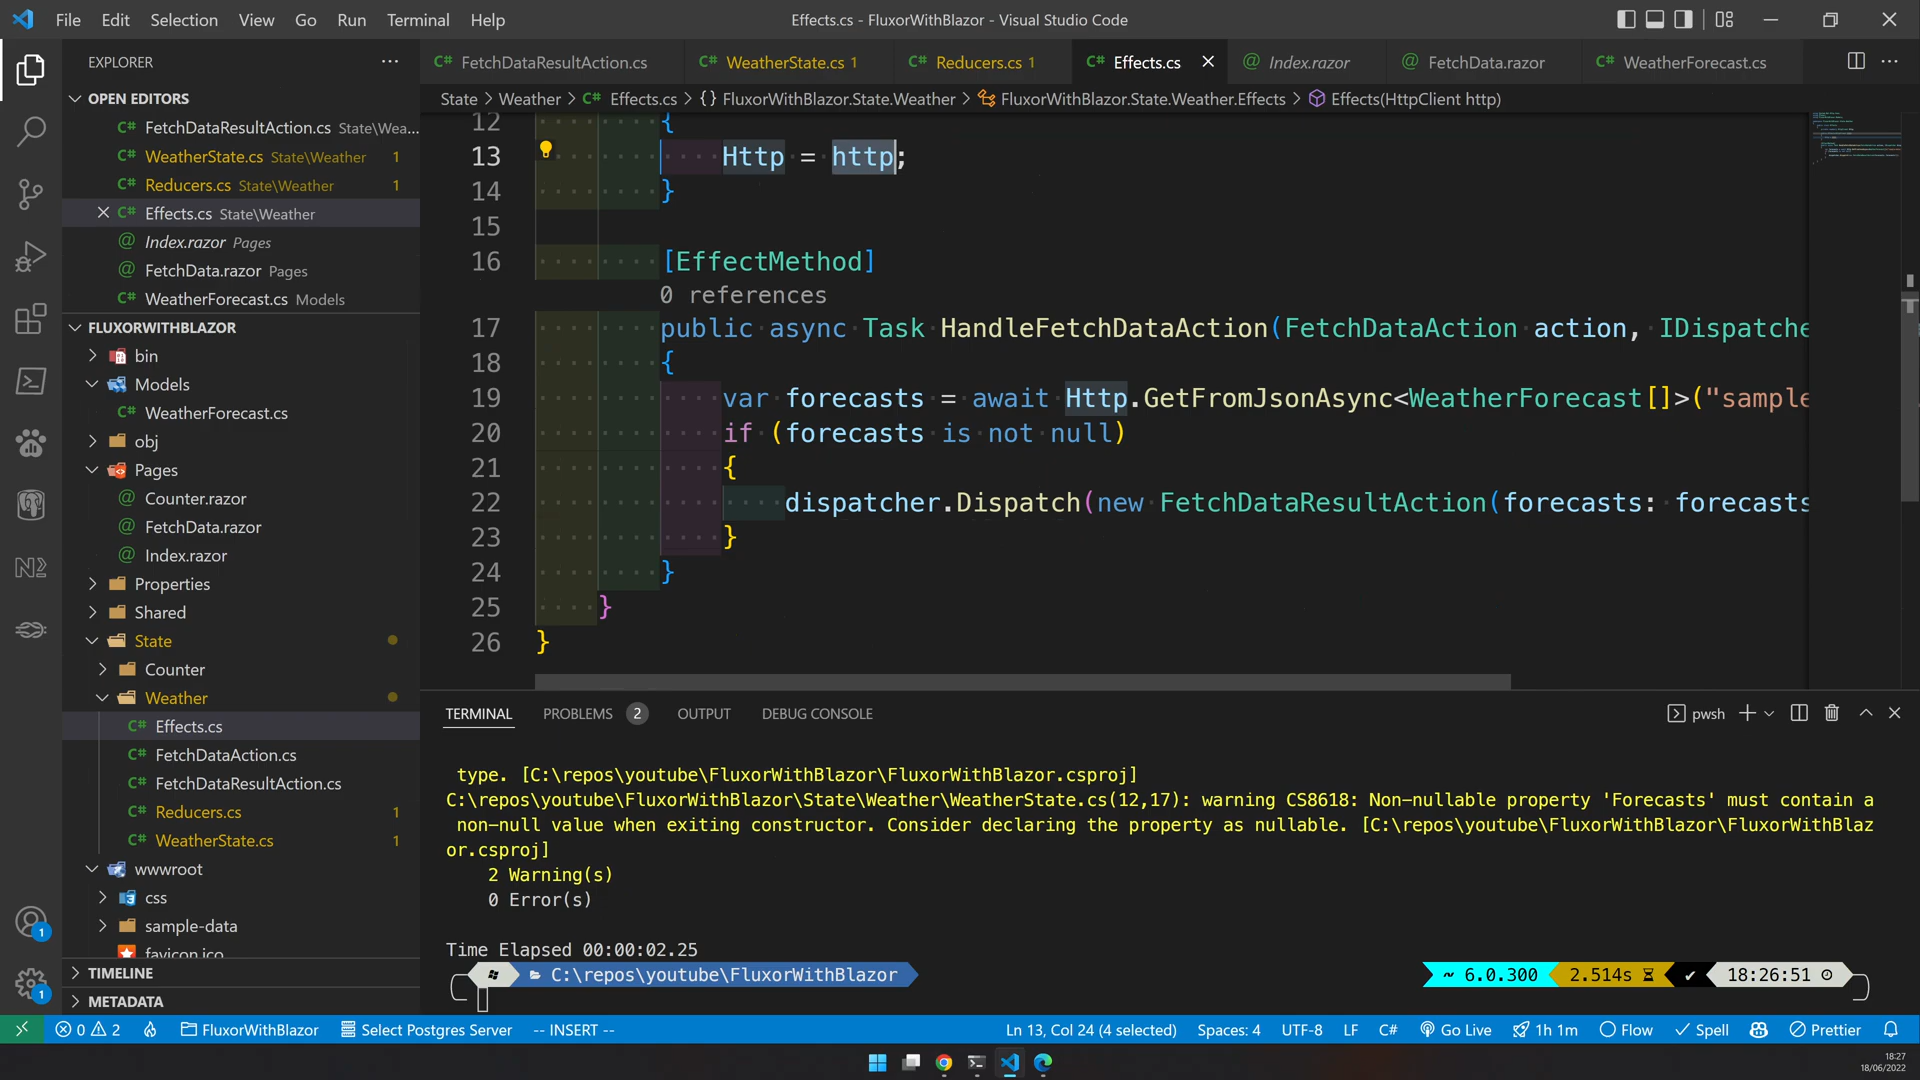 File Edit Selection View Go Run Terminal Help
Effects.cs - FluxorWithBlazor - Visual Studio Code
EXPLORER
OPEN EDITORS
C# FetchDataResultAction.cs State\Wea...
C# WeatherState.cs State\Weather 1
C# Reducers.cs State\Weather 1
C# Effects.cs State\Weather
@ Index.razor Pages
@ FetchData.razor Pages
C# WeatherForecast.cs Models
FLUXORWITHBLAZOR
bin
Models
C# WeatherForecast.cs
obj
Pages
@ Counter.razor
@ FetchData.razor
@ Index.razor
Properties
Shared
State
Counter
Weather
C# Effects.cs
C# FetchDataAction.cs
C# FetchDataResultAction.cs
C# Reducers.cs 1
C# WeatherState.cs 1
wwwroot
css
sample-data
favicon.ico
TIMELINE
METADATA
C# FetchDataResultAction.cs C# WeatherState.cs 1 C# Reducers.cs 1 C# Effects.cs @ Index.razor @ FetchData.razor C# WeatherForecast.cs
State > Weather > C# Effects.cs > {} FluxorWithBlazor.State.Weather > FluxorWithBlazor.State.Weather.Effects > Effects(HttpClient http)
12 {
13 Http = http;
14 }
15
16 [EffectMethod]
0 references
17 public async Task HandleFetchDataAction(FetchDataAction action, IDispatche
18 {
19 var forecasts = await Http.GetFromJsonAsync<WeatherForecast[]>("sample
20 if (forecasts is not null)
21 {
22 dispatcher.Dispatch(new FetchDataResultAction(forecasts: forecasts
23 }
24 }
25 }
26 }
TERMINAL PROBLEMS 2 OUTPUT DEBUG CONSOLE
pwsh
type. [C:\repos\youtube\FluxorWithBlazor\FluxorWithBlazor.csproj]
C:\repos\youtube\FluxorWithBlazor\State\Weather\WeatherState.cs(12,17): warning CS8618: Non-nullable property 'Forecasts' must contain a
non-null value when exiting constructor. Consider declaring the property as nullable. [C:\repos\youtube\FluxorWithBlazor\FluxorWithBlaz
or.csproj]
2 Warning(s)
0 Error(s)
Time Elapsed 00:00:02.25
C:\repos\youtube\FluxorWithBlazor
~ 6.0.300 2.514s ✔ 18:26:51
1
1
0 2 FluxorWithBlazor Select Postgres Server -- INSERT -- Ln 13, Col 24 (4 selected) Spaces: 4 UTF-8 LF C# Go Live 1h 1m Flow Spell Prettier
18:27
18/06/2022